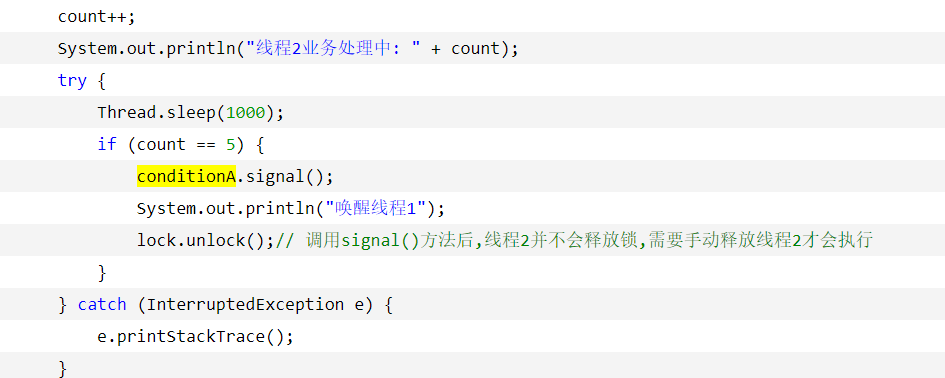 count++;
System.out.println("线程2业务处理中: " + count);
try {
Thread.sleep(1000);
if (count == 5) {
conditionA.signal();
System.out.println("唤醒线程1");
lock.unlock();// 调用signal()方法后,线程2并不会释放锁,需要手动释放线程2才会执行
}
} catch (InterruptedException e) {
e.printStackTrace();
}